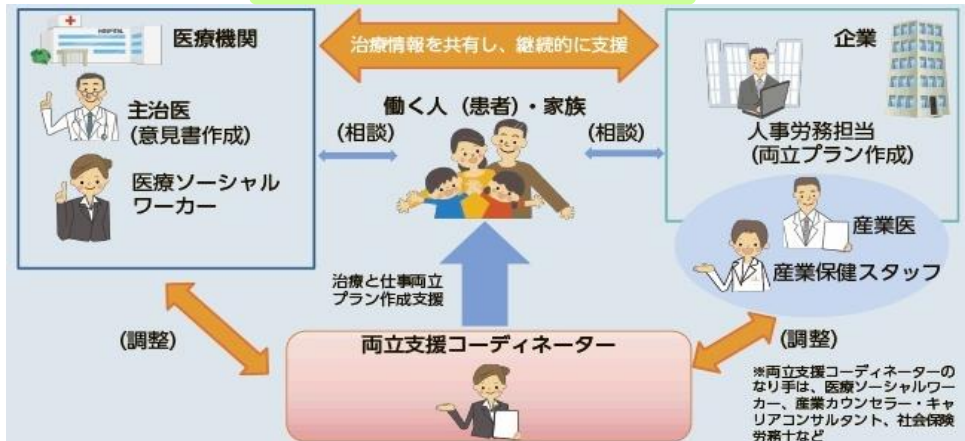 HOSPITAL
医療機関
治療情報を共有し、継続的に支援
企業
主治医
(意見書作成)
働く人（患者）・家族
(相談)
(相談)
人事労務担当
(両立プラン作成)
医療ソーシャル
ワーカー
産業医
産業保健スタッフ
治療と仕事両立
プラン作成支援
(調整)
両立支援コーディネーター
(調整)
※両立支援コーディネーターの
なり手は、医療ソーシャルワー
カー、産業カウンセラー・キャ
リアコンサルタント、社会保険
労務士など